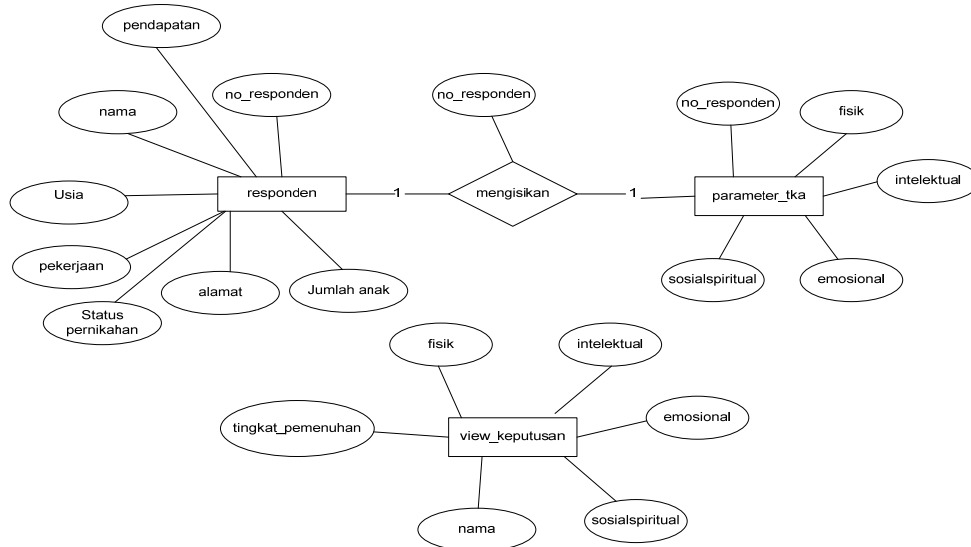 pendapatan
nama
no_responden
no_responden
no_responden
fisik
Usia
responden
1
mengisikan
1
parameter_tka
intelektual
pekerjaan
alamat
Jumlah anak
sosialspiritual
emosional
Status
pernikahan
fisik
intelektual
tingkat_pemenuhan
view_keputusan
emosional
nama
sosialspiritual